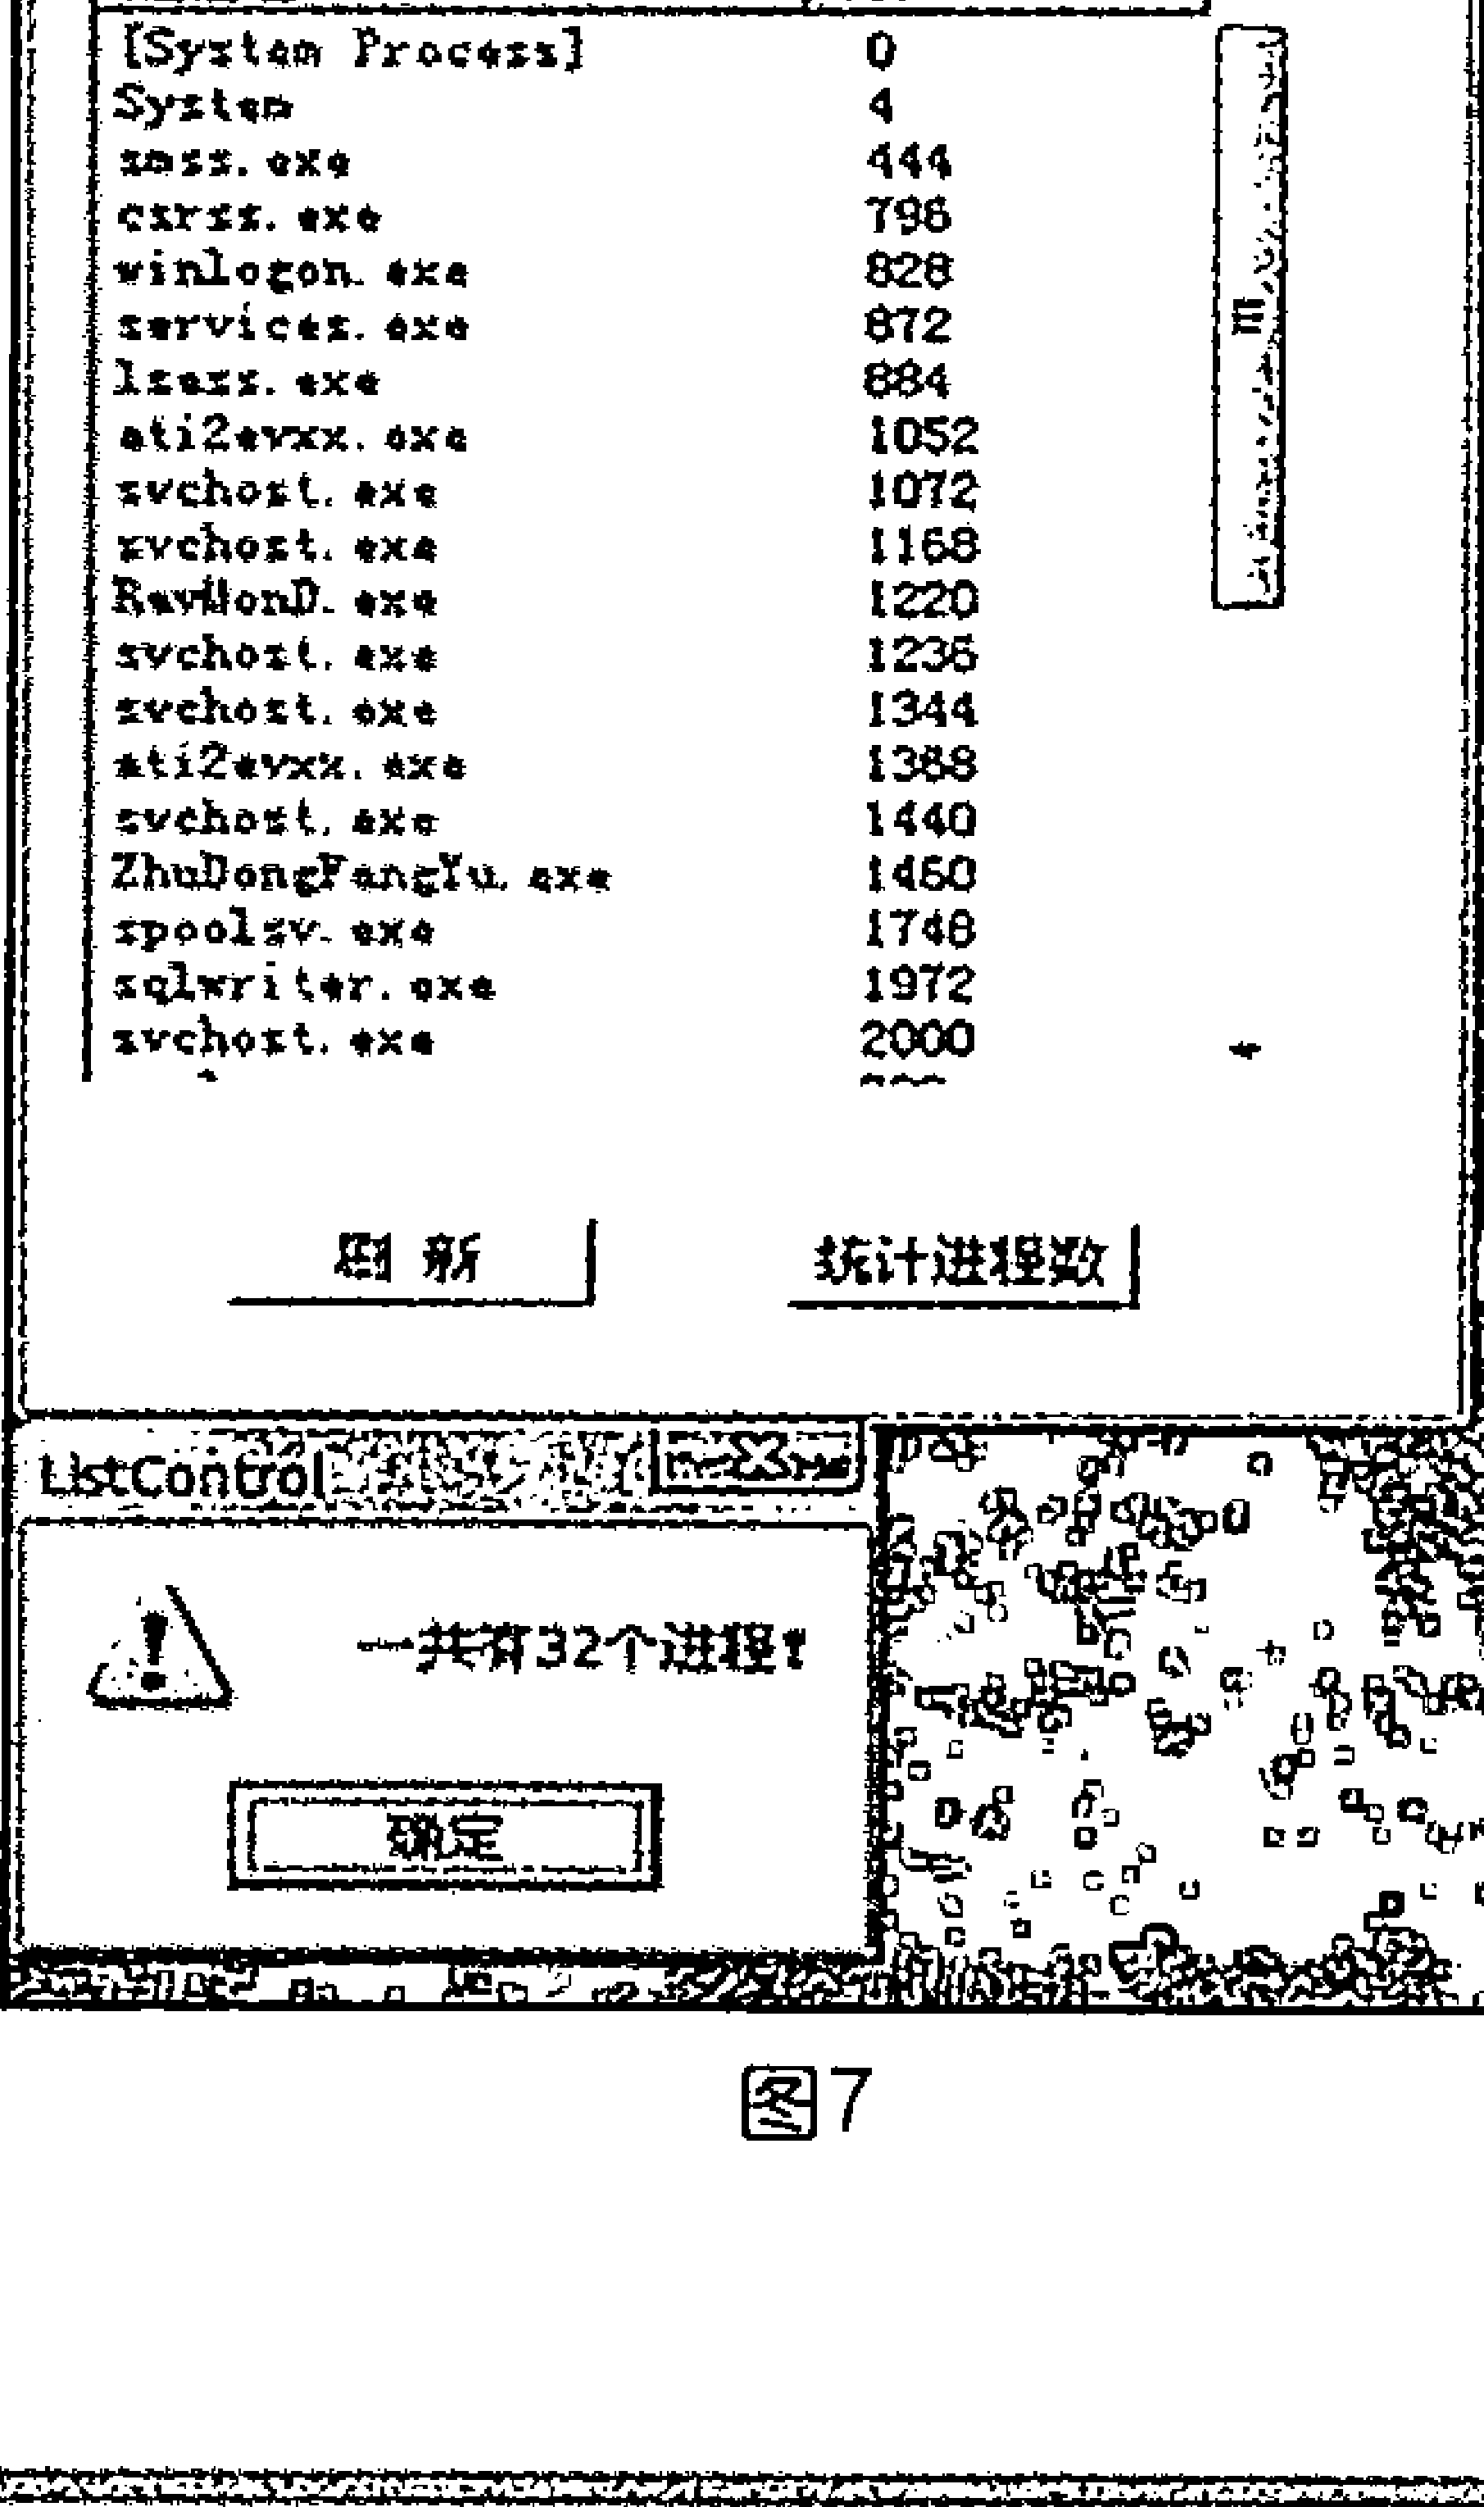 [System Process] 0
System 4
smss.exe 444
csrss.exe 796
winlogon.exe 828
services.exe 872
lsass.exe 884
ati2evxx.exe 1052
svchost.exe 1072
svchost.exe 1168
RavMonD.exe 1220
svchost.exe 1236
svchost.exe 1344
ati2evxx.exe 1388
svchost.exe 1440
ZhuDongFangYu.exe 1460
spoolsv.exe 1748
sqlwriter.exe 1972
svchost.exe 2000
刷 新 统计进程数
ListControl
一共有32个进程!
确定
图7